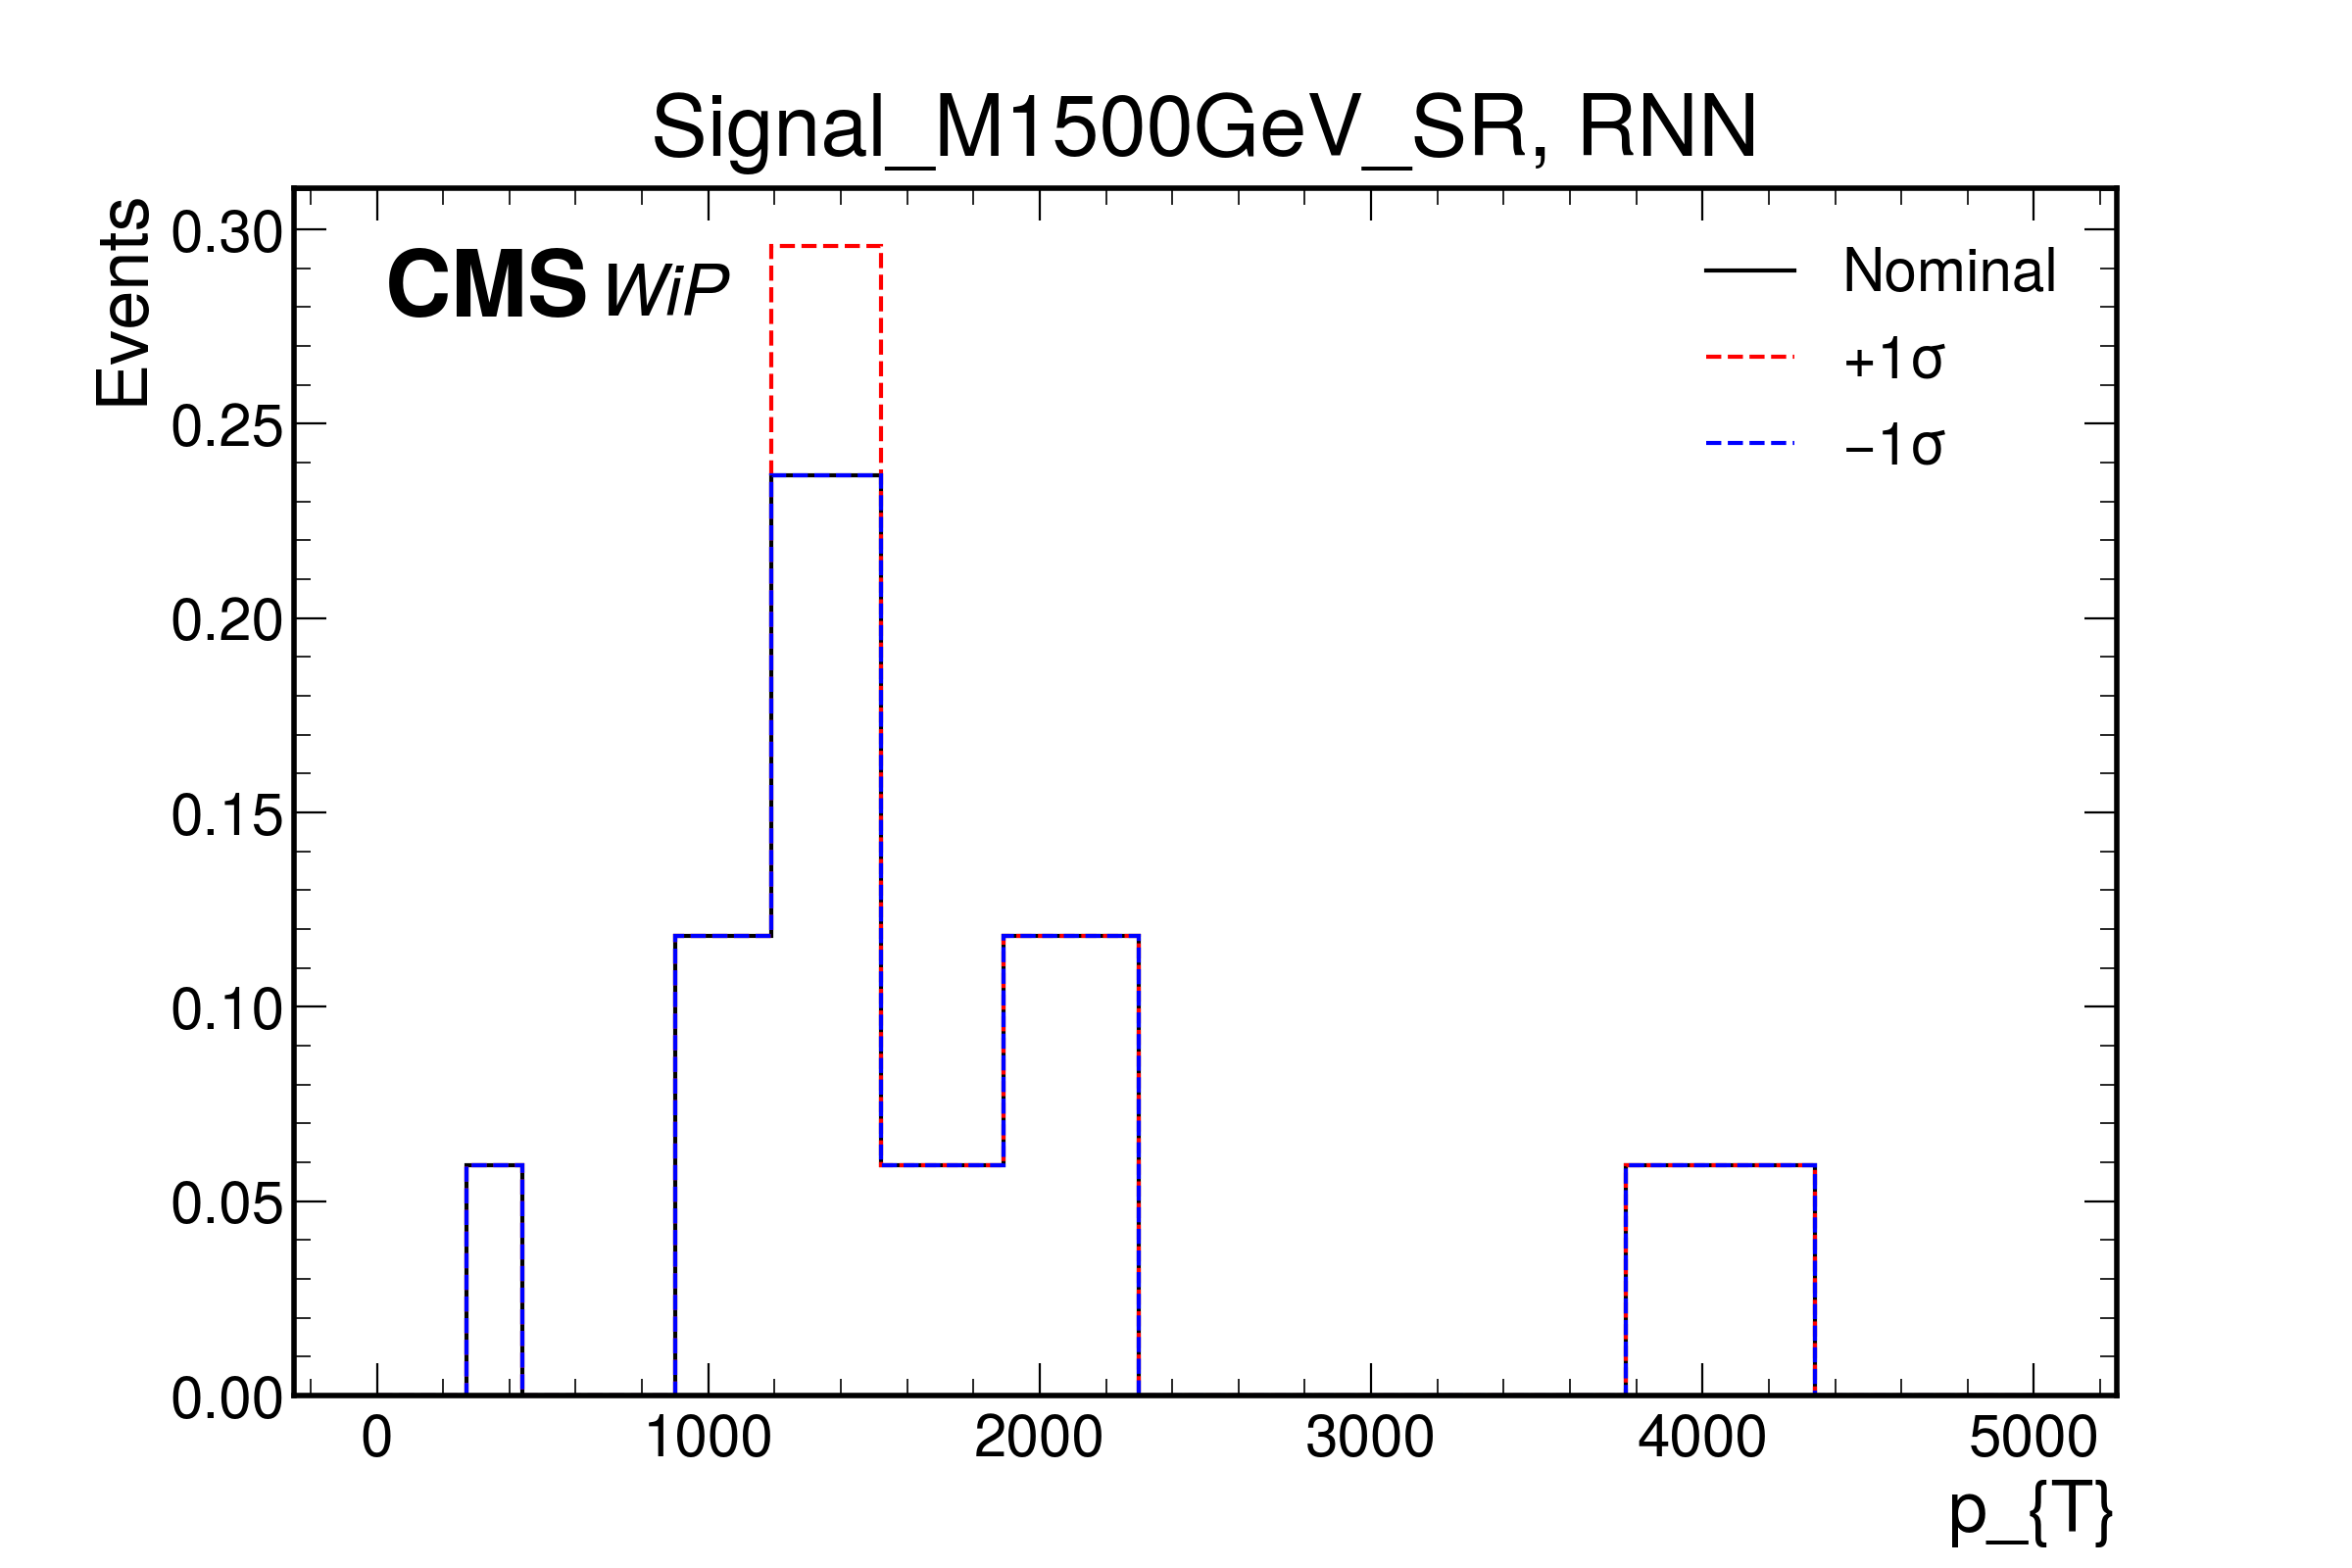 Signal_M1500GeV_SR, RNN
Events
CMS WiP
Nominal
+1σ
−1σ
0.30
0.25
0.20
0.15
0.10
0.05
0.00
0 1000 2000 3000 4000 5000
p_{T}